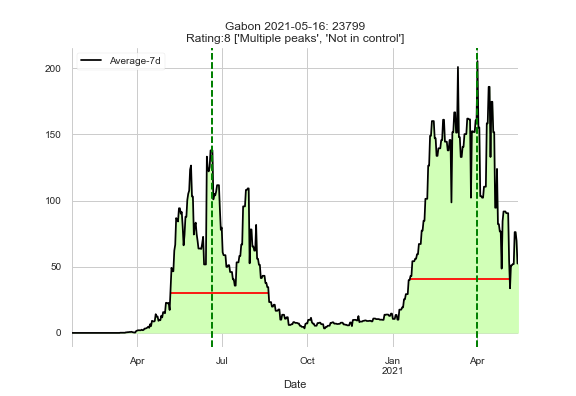 Gabon 2021-05-16: 23799
Rating:8 ['Multiple peaks', 'Not in control']
Average-7d
200
150
100
50
0
Apr
Jul
Oct
Jan
2021
Apr
Date